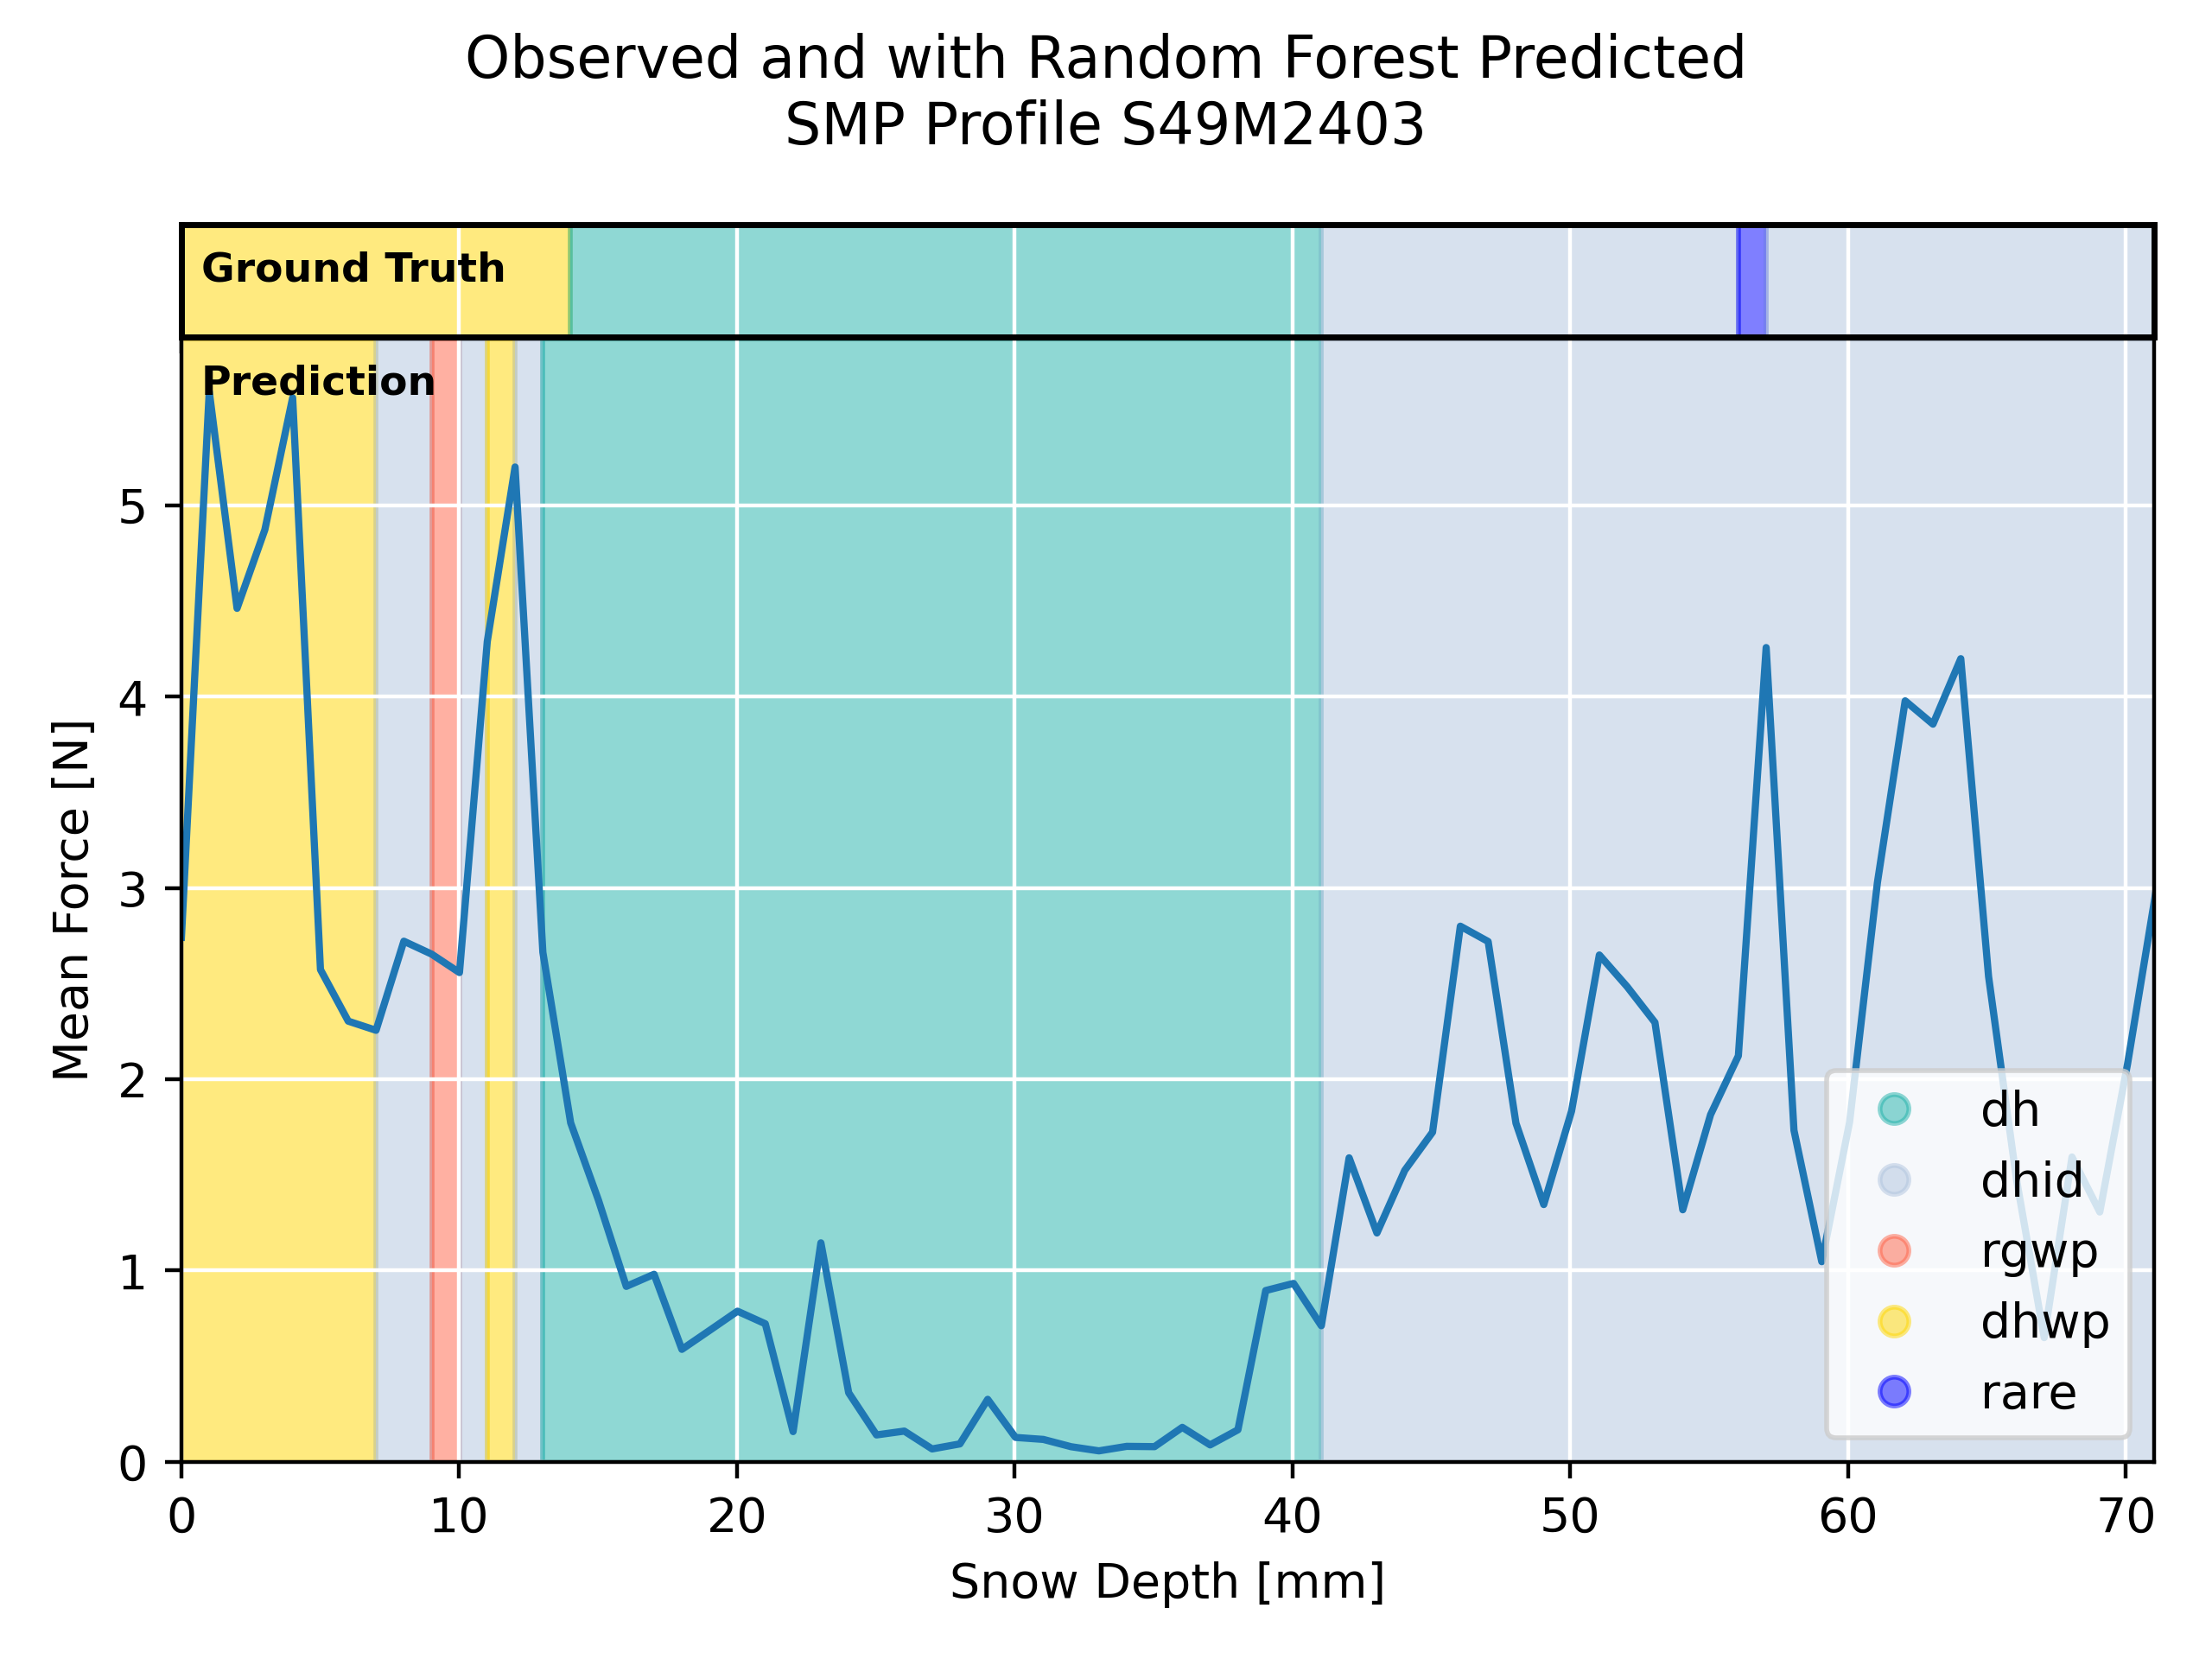 Observed and with Random Forest Predicted
SMP Profile S49M2403
Ground Truth
Prediction
5
4
3
2
1
0
Mean Force [N]
dh
dhid
rgwp
dhwp
rare
0 10 20 30 40 50 60 70
Snow Depth [mm]